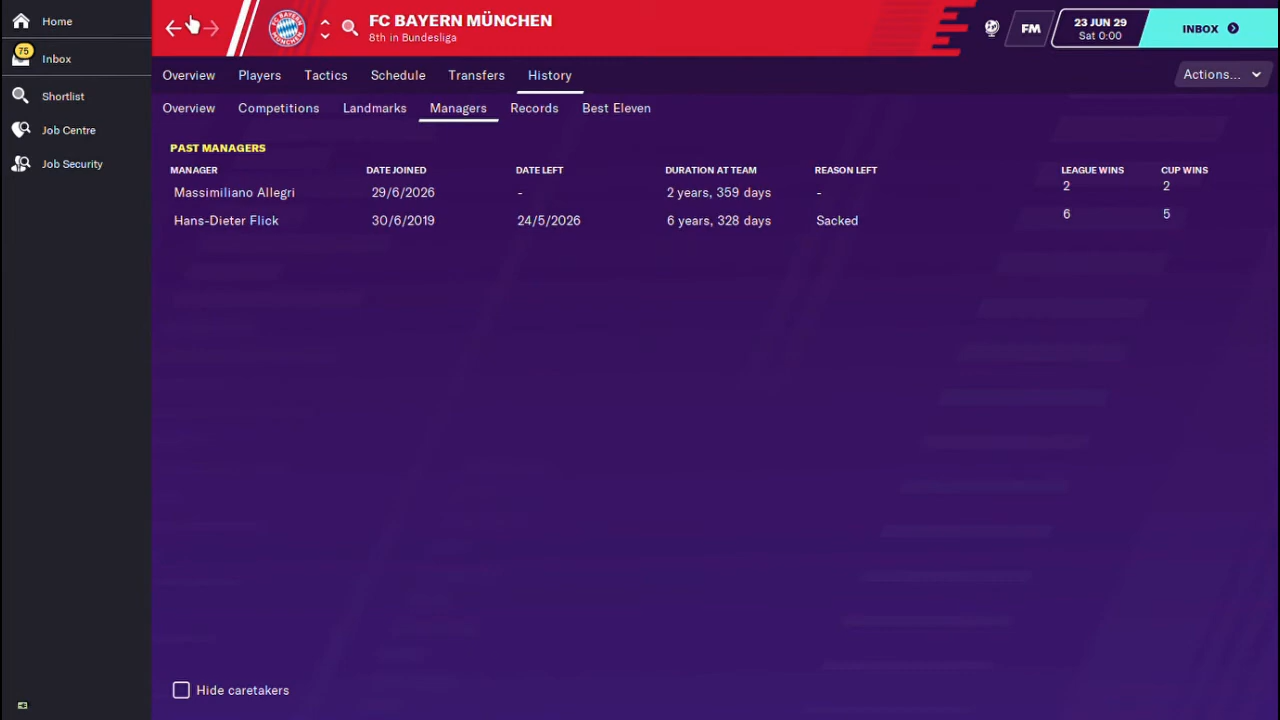 Home
75
Inbox
Shortlist
Job Centre
Job Security
FC BAYERN MÜNCHEN
8th in Bundesliga
FM
23 JUN 29
Sat 0:00
INBOX
Overview Players Tactics Schedule Transfers History
Actions...
Overview Competitions Landmarks Managers Records Best Eleven
PAST MANAGERS
MANAGER DATE JOINED DATE LEFT DURATION AT TEAM REASON LEFT LEAGUE WINS CUP WINS
Massimiliano Allegri 29/6/2026 - 2 years, 359 days - 2 2
Hans-Dieter Flick 30/6/2019 24/5/2026 6 years, 328 days Sacked 6 5
Hide caretakers